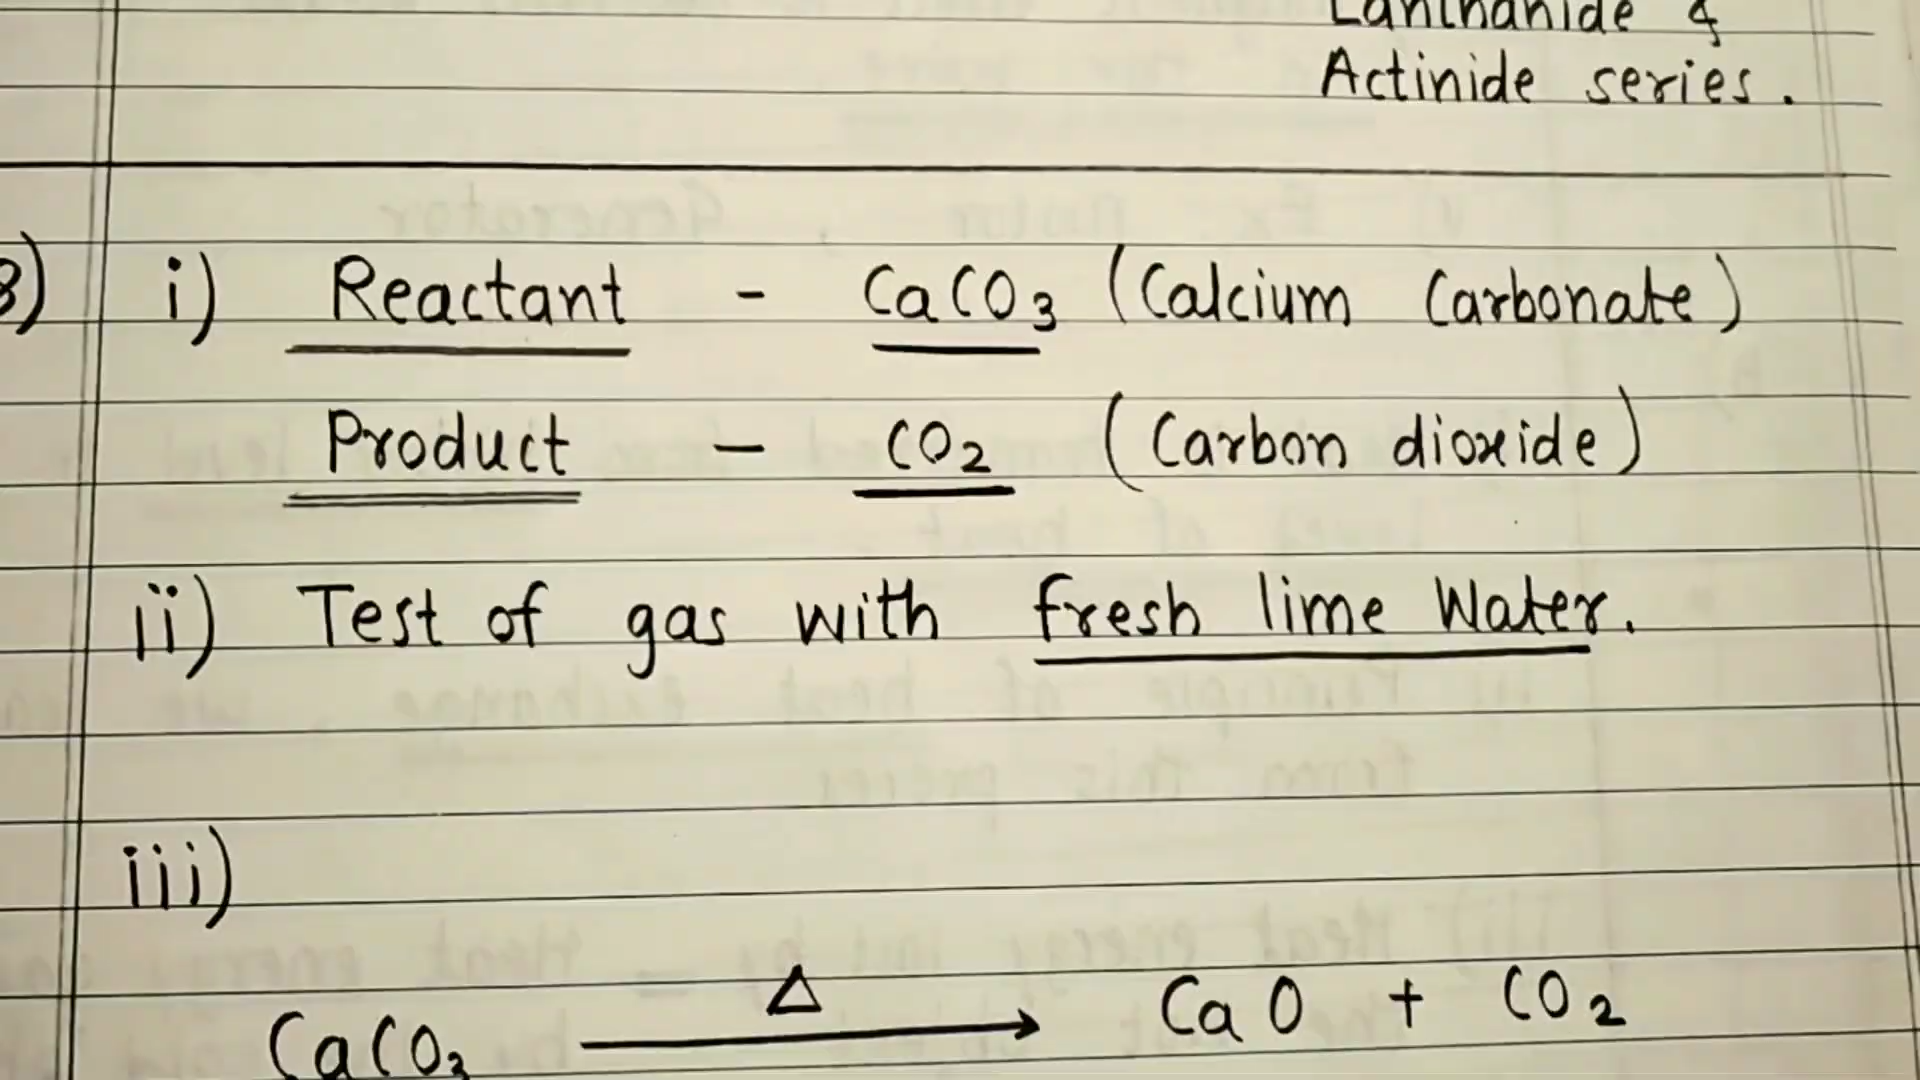 Lanthanide &
Actinide series.
8) i) Reactant - CaCO₃ (Calcium Carbonate)
Product - CO₂ (Carbon dioxide)
ii) Test of gas with fresh lime Water.
iii)
CaCO₃ —Δ→ CaO + CO₂